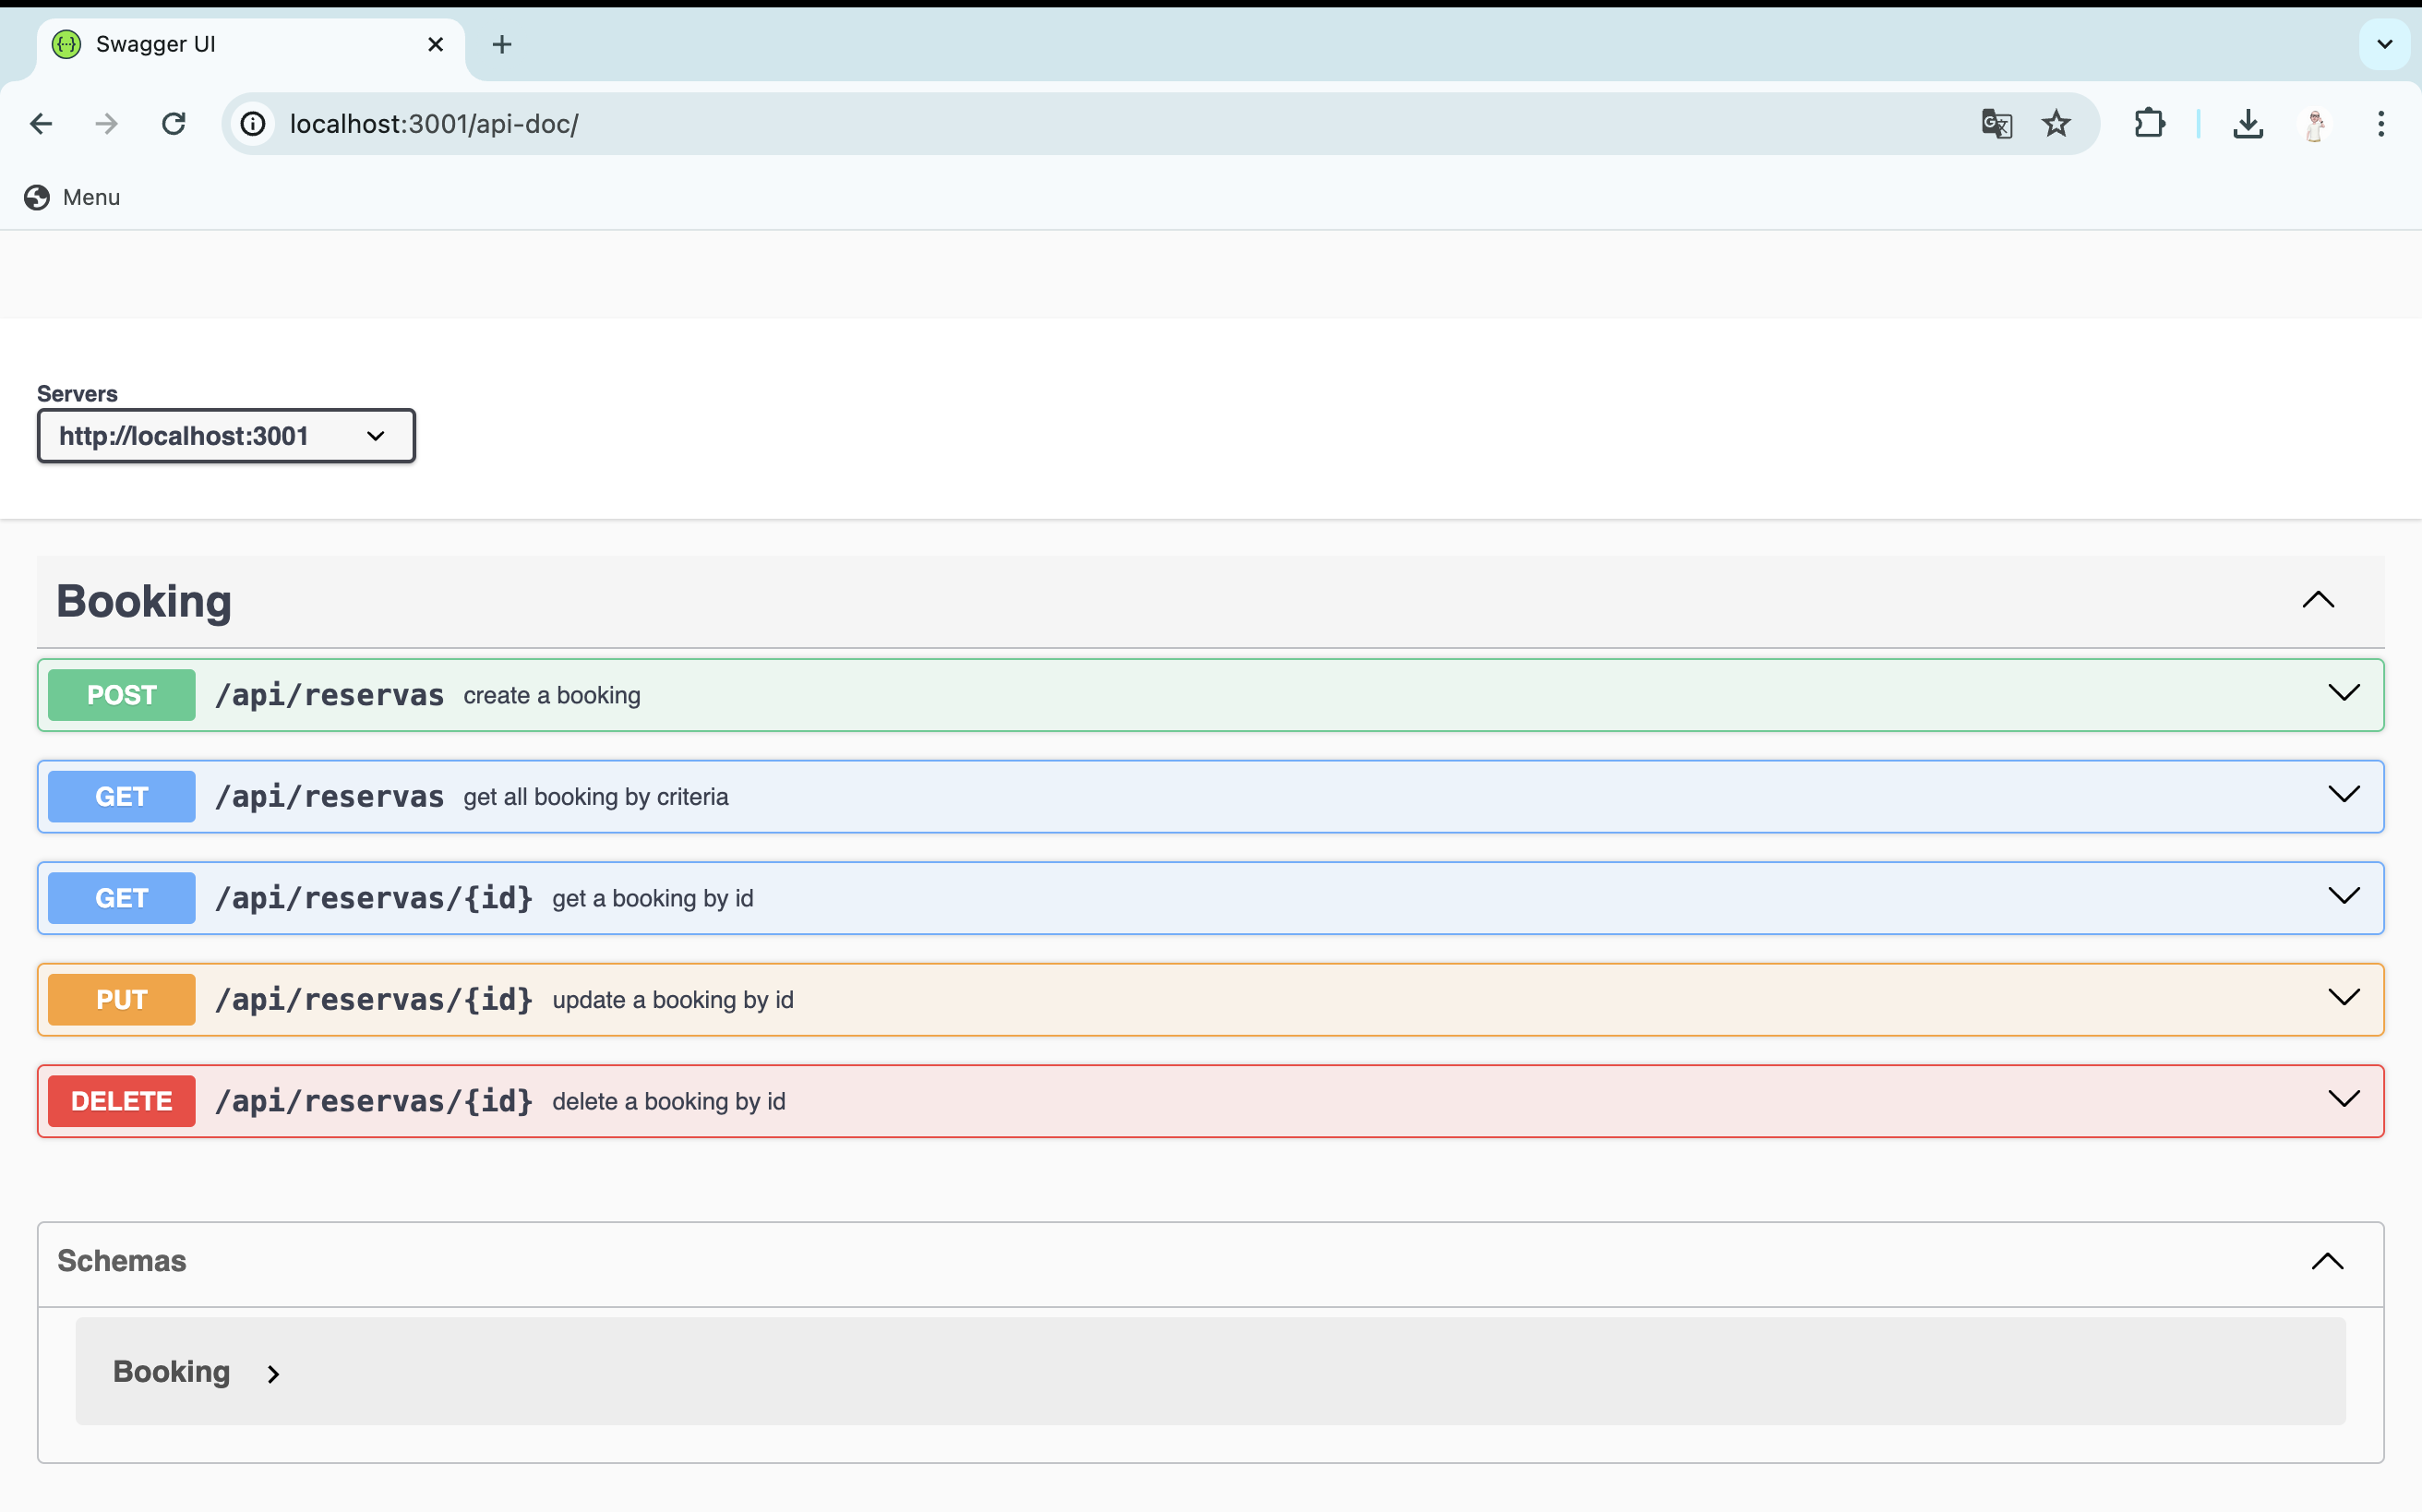 Swagger UI
localhost:3001/api-doc/
Menu
Servers
http://localhost:3001
Booking
POST /api/reservas create a booking
GET /api/reservas get all booking by criteria
GET /api/reservas/{id} get a booking by id
PUT /api/reservas/{id} update a booking by id
DELETE /api/reservas/{id} delete a booking by id
Schemas
Booking